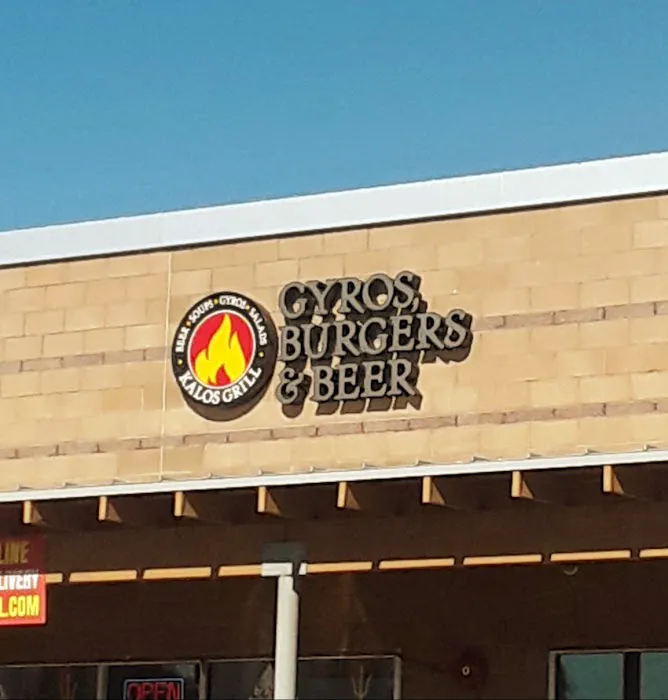 BEER • SOUPS • GYROS • SALADS
KALOS GRILL
GYROS,
BURGERS
& BEER
LINE
LIVERY
L.COM
OPEN